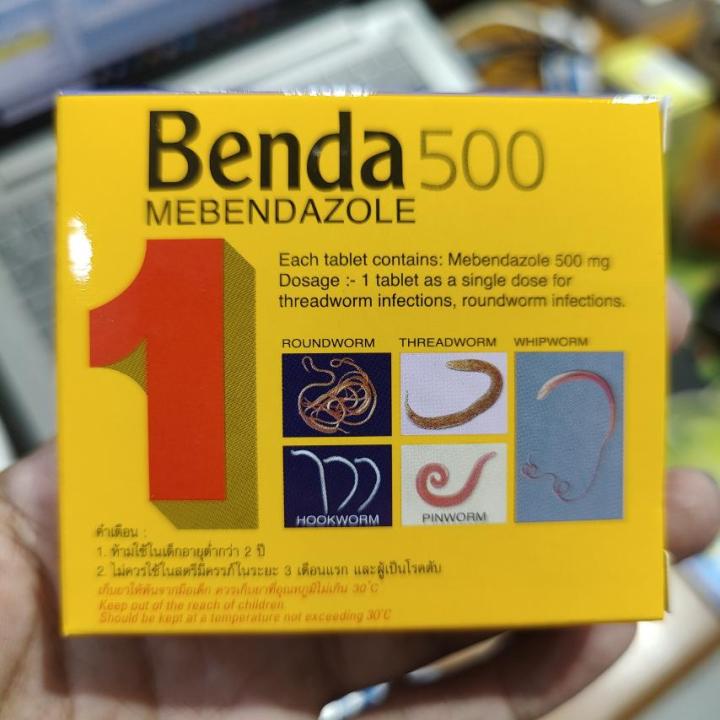 Benda 500
MEBENDAZOLE
1
Each tablet contains: Mebendazole 500 mg
Dosage :- 1 tablet as a single dose for
threadworm infections, roundworm infections.
ROUNDWORM THREADWORM WHIPWORM
HOOKWORM PINWORM
คำเตือน :
1. ห้ามใช้ในเด็กอายุต่ำกว่า 2 ปี
2. ไม่ควรใช้ในสตรีมีครรภ์ในระยะ 3 เดือนแรก และผู้เป็นโรคตับ
เก็บยาให้พ้นจากมือเด็ก ควรเก็บยาที่อุณหภูมิไม่เกิน 30°C
Keep out of the reach of children
Should be kept at a temperature not exceeding 30°C